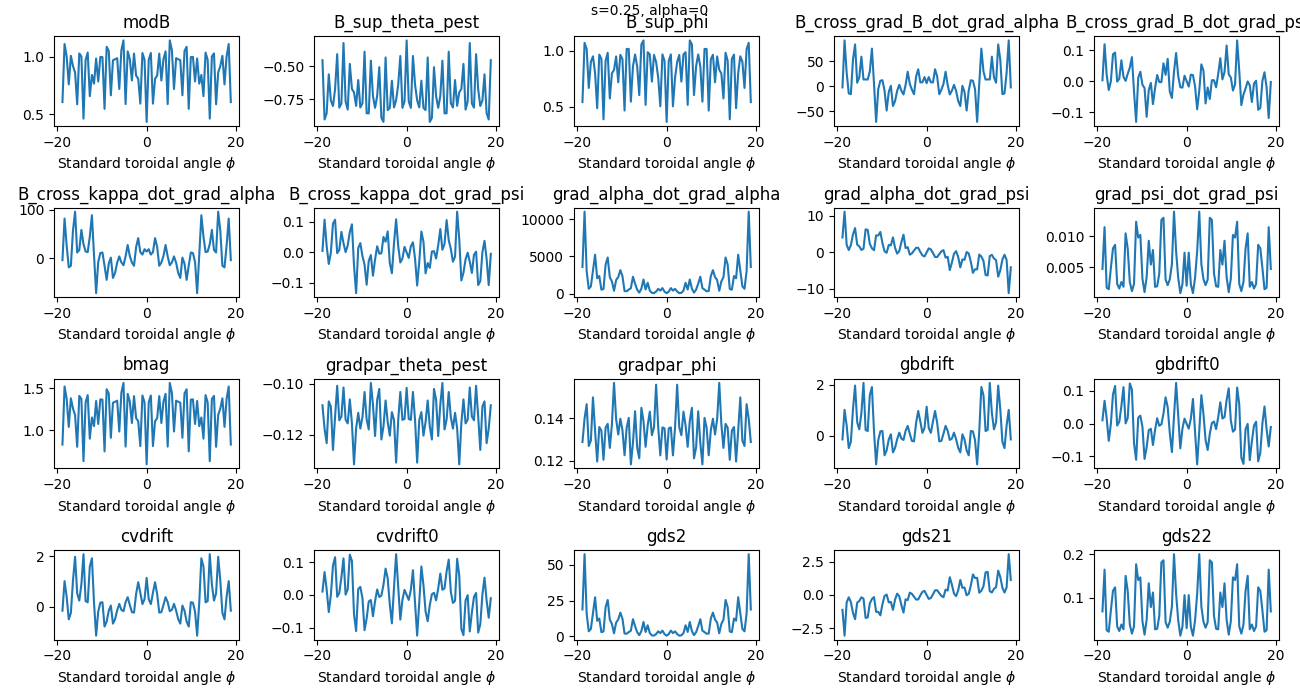 s=0.25, alpha=0
modB
B_sup_theta_pest
B_sup_phi
B_cross_grad_B_dot_grad_alpha
B_cross_grad_B_dot_grad_ps
1.0
0.5
−20
0
20
Standard toroidal angle ϕ
−0.50
−0.75
−20
0
20
Standard toroidal angle ϕ
1.0
0.5
−20
0
20
Standard toroidal angle ϕ
50
0
−50
−20
0
20
Standard toroidal angle ϕ
0.1
0.0
−0.1
−20
0
20
Standard toroidal angle ϕ
B_cross_kappa_dot_grad_alpha
B_cross_kappa_dot_grad_psi
grad_alpha_dot_grad_alpha
grad_alpha_dot_grad_psi
grad_psi_dot_grad_psi
100
0
−20
0
20
Standard toroidal angle ϕ
0.1
0.0
−0.1
−20
0
20
Standard toroidal angle ϕ
10000
5000
0
−20
0
20
Standard toroidal angle ϕ
10
0
−10
−20
0
20
Standard toroidal angle ϕ
0.010
0.005
−20
0
20
Standard toroidal angle ϕ
bmag
gradpar_theta_pest
gradpar_phi
gbdrift
gbdrift0
1.5
1.0
−20
0
20
Standard toroidal angle ϕ
−0.10
−0.12
−20
0
20
Standard toroidal angle ϕ
0.14
0.12
−20
0
20
Standard toroidal angle ϕ
2
0
−20
0
20
Standard toroidal angle ϕ
0.1
0.0
−0.1
−20
0
20
Standard toroidal angle ϕ
cvdrift
cvdrift0
gds2
gds21
gds22
2
0
−20
0
20
Standard toroidal angle ϕ
0.1
0.0
−0.1
−20
0
20
Standard toroidal angle ϕ
50
25
0
−20
0
20
Standard toroidal angle ϕ
2.5
0.0
−2.5
−20
0
20
Standard toroidal angle ϕ
0.2
0.1
−20
0
20
Standard toroidal angle ϕ